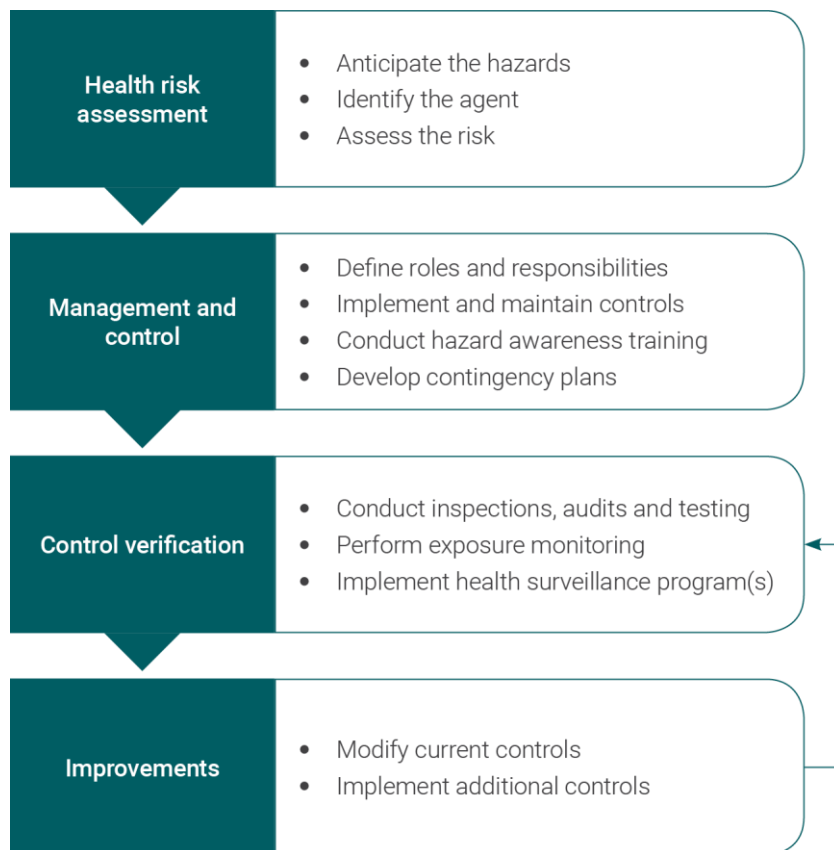 Health risk
assessment
• Anticipate the hazards
• Identify the agent
• Assess the risk
Management and
control
• Define roles and responsibilities
• Implement and maintain controls
• Conduct hazard awareness training
• Develop contingency plans
Control verification
• Conduct inspections, audits and testing
• Perform exposure monitoring
• Implement health surveillance program(s)
Improvements
• Modify current controls
• Implement additional controls